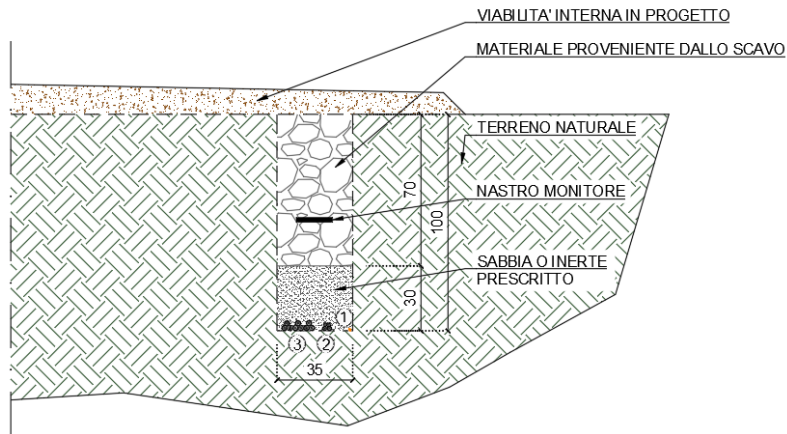 VIABILITA' INTERNA IN PROGETTO
MATERIALE PROVENIENTE DALLO SCAVO
TERRENO NATURALE
NASTRO MONITORE
SABBIA O INERTE
PRESCRITTO
70
100
30
1
3
2
35